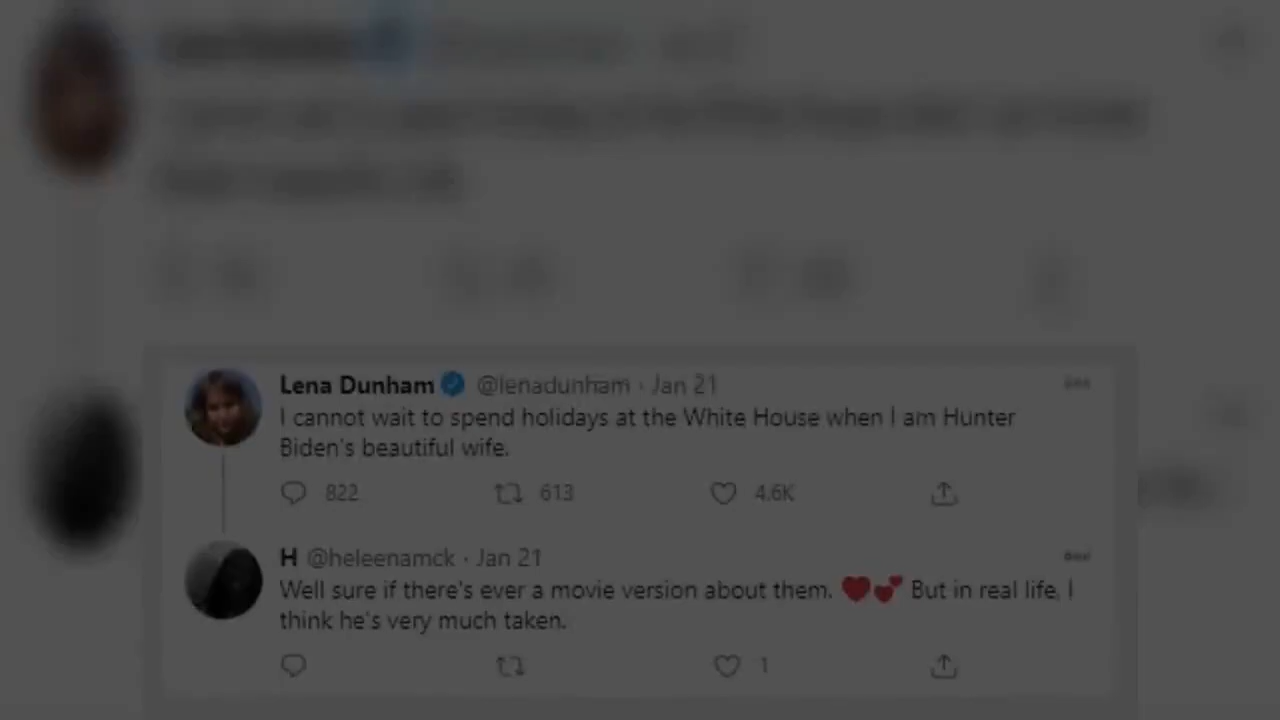 Lena Dunham @lenadunham · Jan 21
I cannot wait to spend holidays at the White House when I am Hunter
Biden's beautiful wife.
822 613 4.6K
H @heleenamck · Jan 21
Well sure if there's ever a movie version about them. ❤️💕 But in real life, I
think he's very much taken.
1